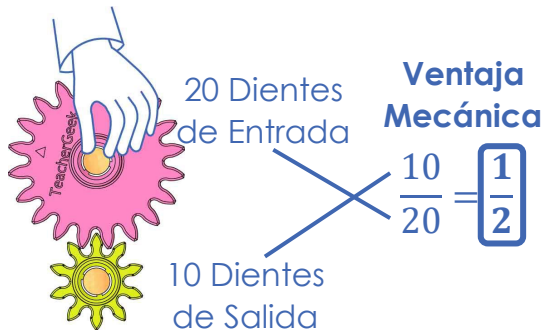 20 Dientes
de Entrada
TeacherGeek
10 Dientes
de Salida
Ventaja
Mecánica
10
20
=
1
2